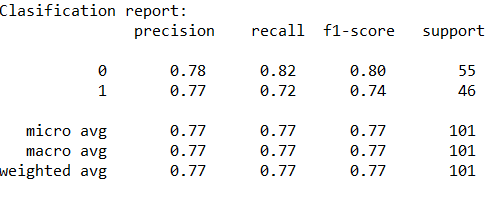 Clasification report:
precision recall f1-score support
0 0.78 0.82 0.80 55
1 0.77 0.72 0.74 46
micro avg 0.77 0.77 0.77 101
macro avg 0.77 0.77 0.77 101
weighted avg 0.77 0.77 0.77 101